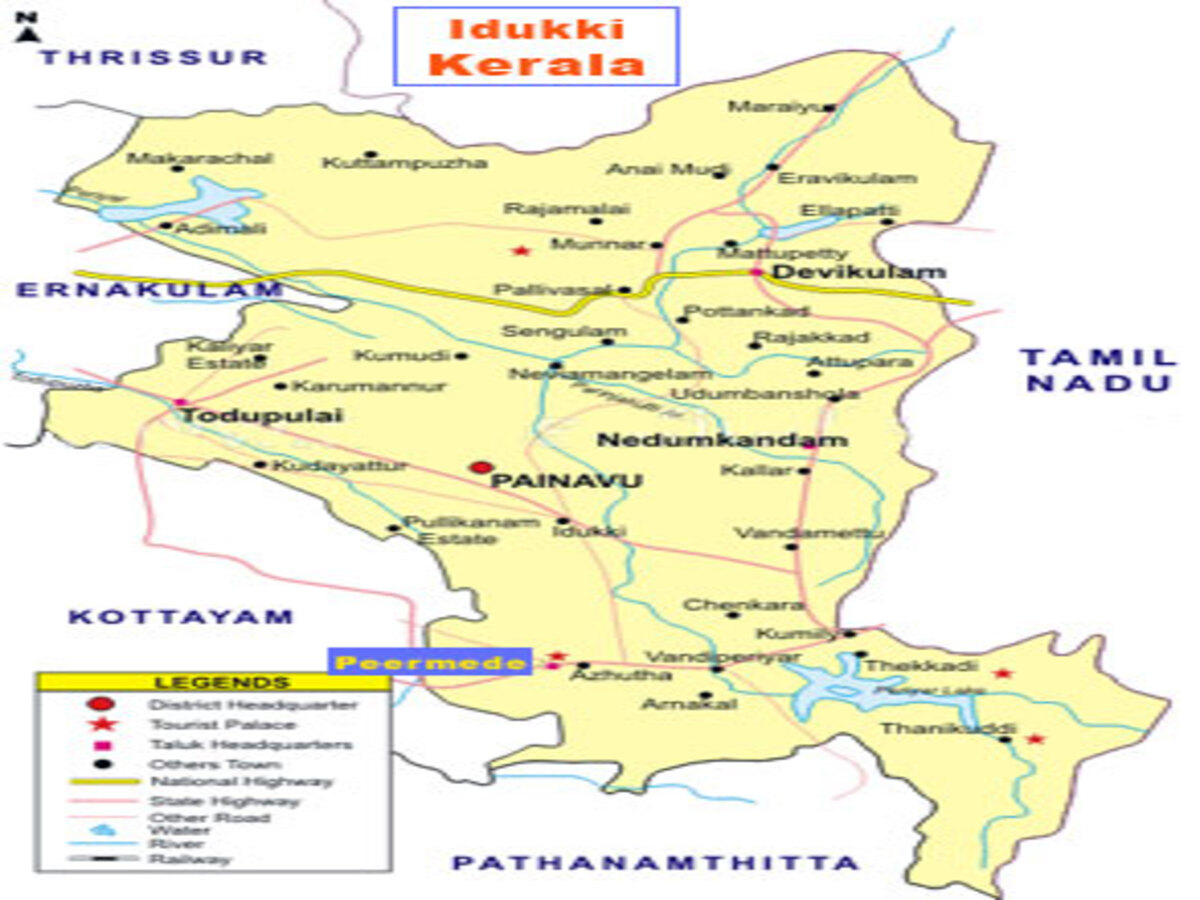 N
Idukki
Kerala
THRISSUR
Maraiyu
Makarachal
Kuttampuzha
Anai Mudi
Eravikulam
Periyar
Rajamalai
Ellapatti
Adimali
Munnar
Mattupetty
Devikulam
ERNAKULAM
Pallivasal
Pottankad
Sengulam
Rajakkad
Kaliyar
Estate
Kumudi
Attupara
TAMIL
NADU
Karumannur
Udumbanshola
Todupulai
Nedumkandam
Kudayattur
PAINAVU
Kallar
Pullikanam
Estate
Idukki
Vandamettu
Chenkara
KOTTAYAM
Kumily
Peermede
Vandiperiyar
Thekkadi
Azhutha
Periyar Lake
Arnakal
Thanikuddi
LEGENDS
District Headquarter
Tourist Palace
Taluk Headquarters
Others Town
National Highway
State Highway
Other Road
Water
River
Railway
PATHANAMTHITTA